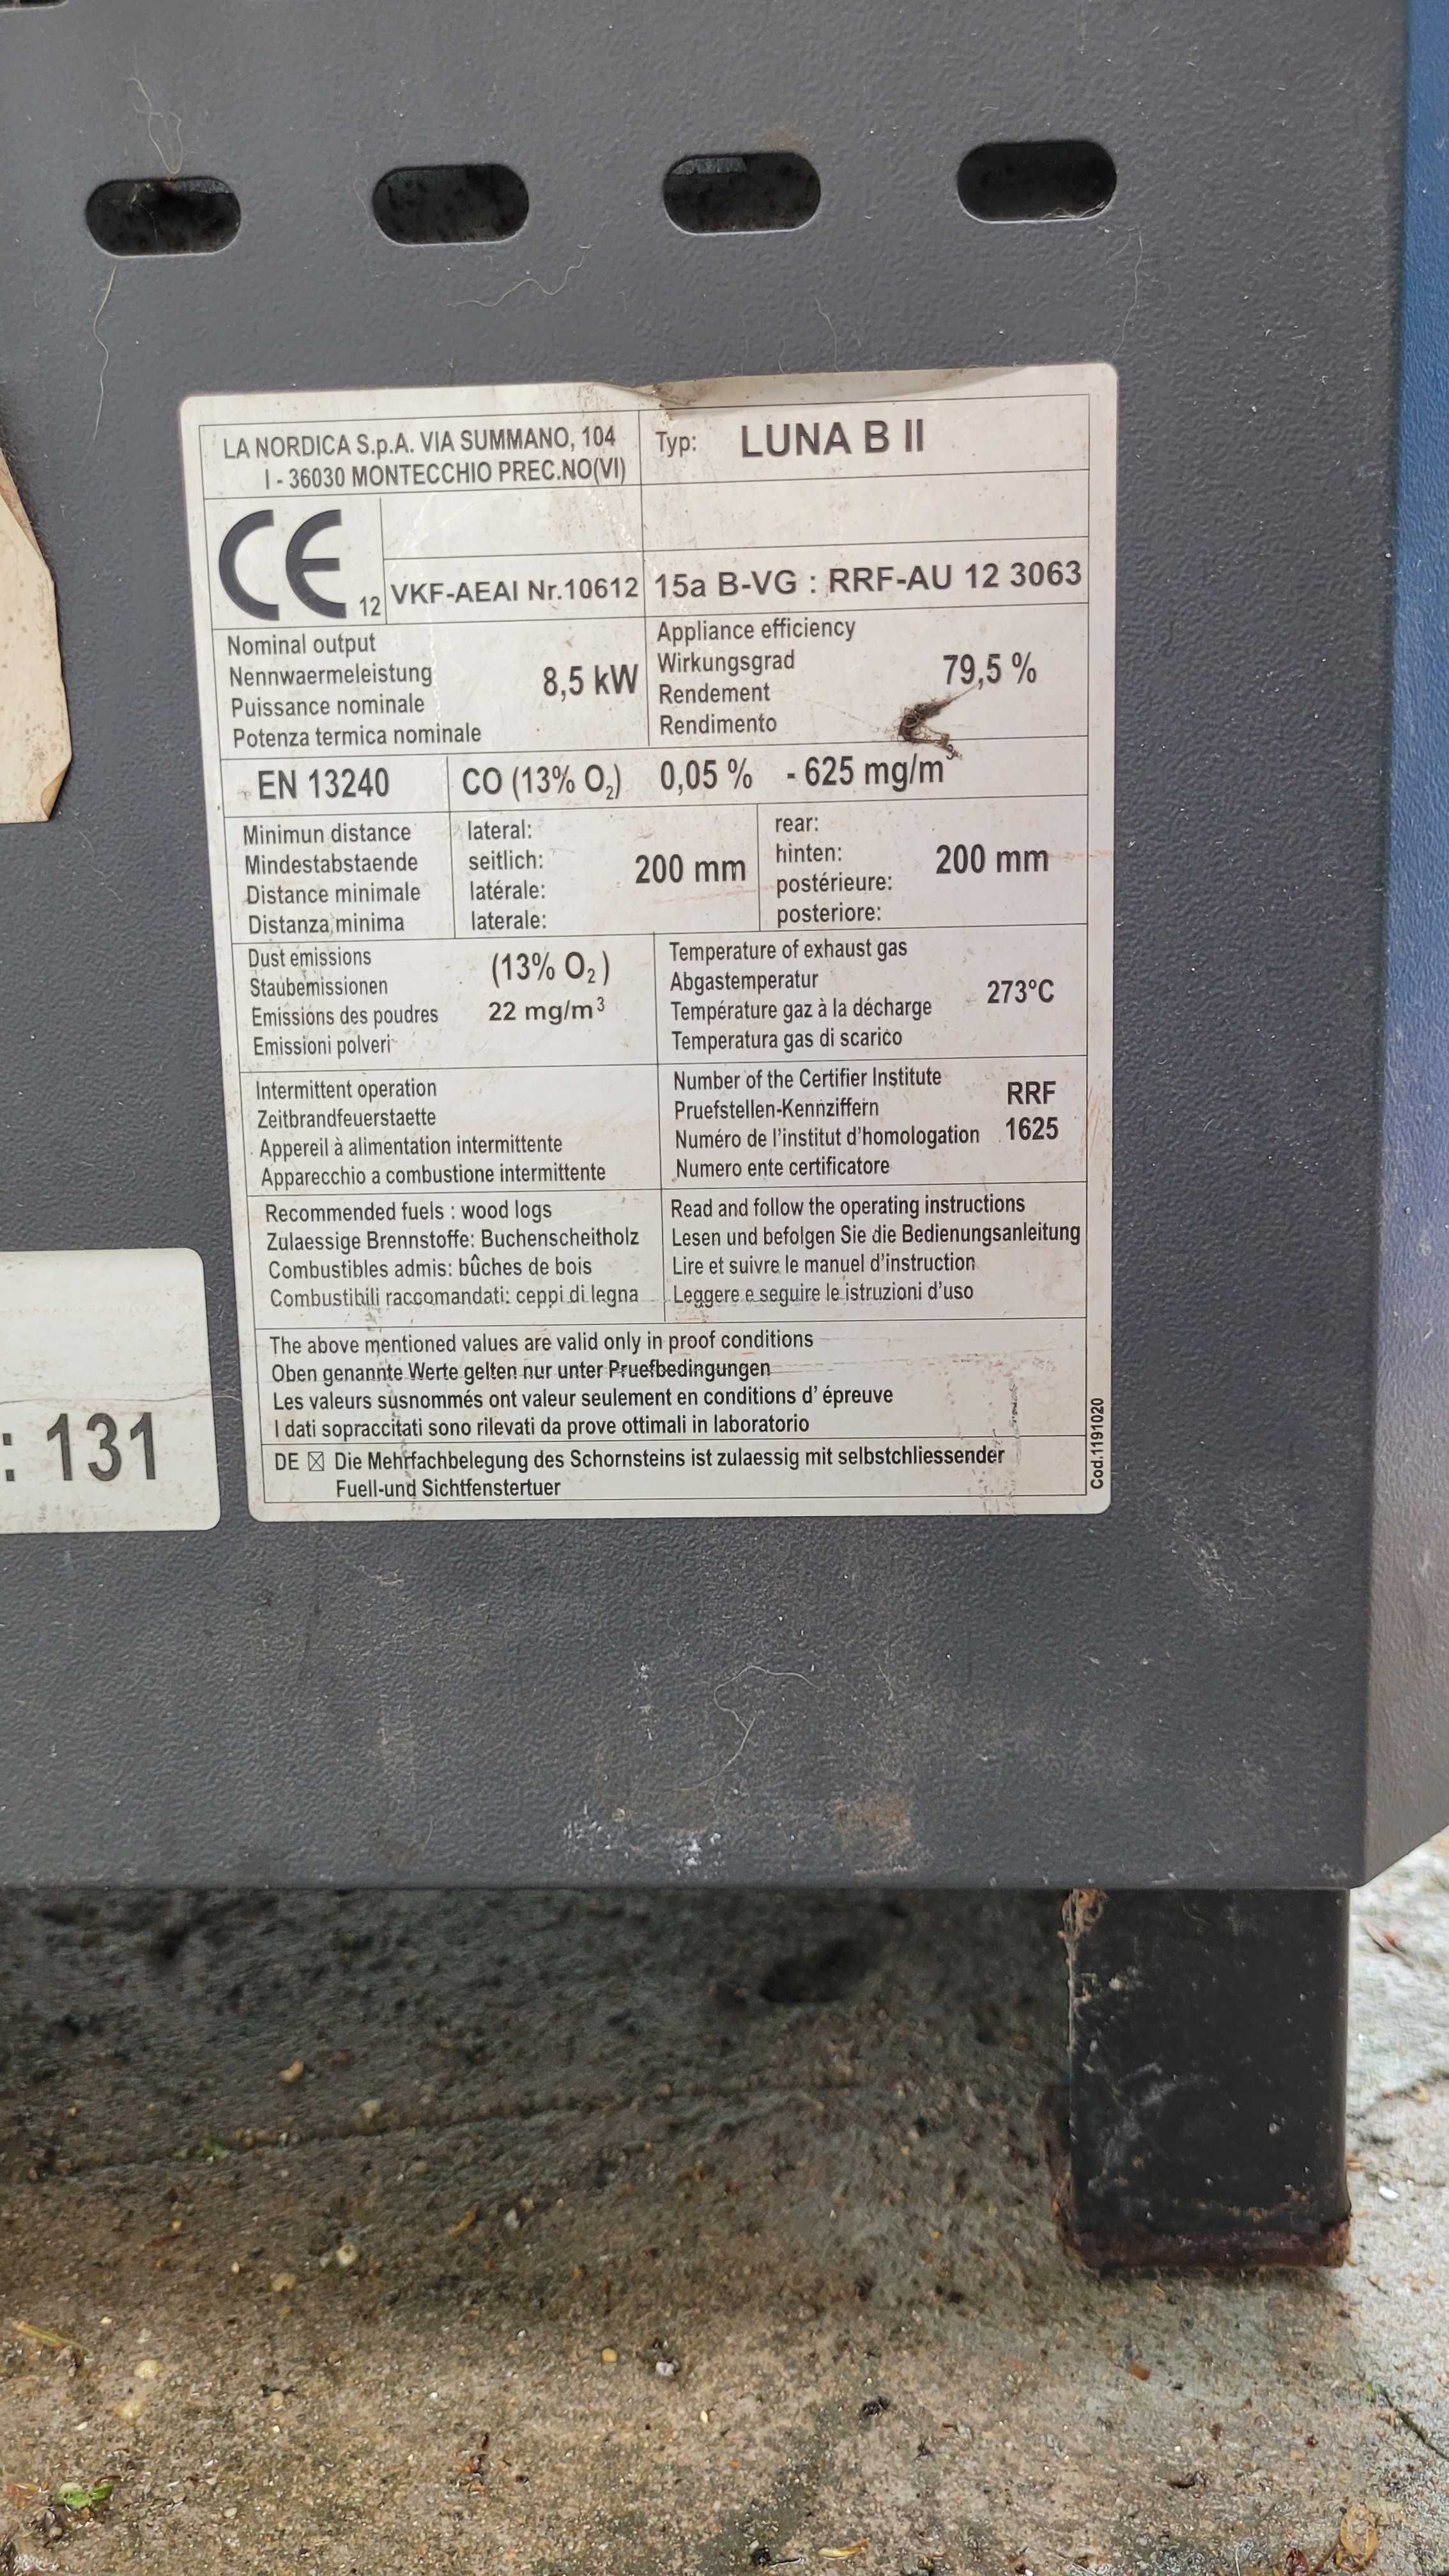 LA NORDICA S.p.A. VIA SUMMANO, 104
I - 36030 MONTECCHIO PREC.NO(VI)
Typ: LUNA B II
CE 12
VKF-AEAI Nr.10612
15a B-VG : RRF-AU 12 3063
Nominal output
Nennwaermeleistung
Puissance nominale
Potenza termica nominale
8,5 kW
Appliance efficiency
Wirkungsgrad
Rendement
Rendimento
79,5 %
EN 13240
CO (13% O₂) 0,05 % - 625 mg/m³
Minimun distance
Mindestabstaende
Distance minimale
Distanza minima
lateral:
seitlich:
latérale:
laterale:
200 mm
rear:
hinten:
postérieure:
posteriore:
200 mm
Dust emissions
Staubemissionen
Emissions des poudres
Emissioni polveri
(13% O₂)
22 mg/m³
Temperature of exhaust gas
Abgastemperatur
Température gaz à la décharge
Temperatura gas di scarico
273°C
Intermittent operation
Zeitbrandfeuerstaette
Appareil à alimentation intermittente
Apparecchio a combustione intermittente
Number of the Certifier Institute
Pruefstellen-Kennziffern
Numéro de l'institut d'homologation
Numero ente certificatore
RRF
1625
Recommended fuels : wood logs
Zulaessige Brennstoffe: Buchenscheitholz
Combustibles admis: bûches de bois
Combustibili raccomandati: ceppi di legna
Read and follow the operating instructions
Lesen und befolgen Sie die Bedienungsanleitung
Lire et suivre le manuel d'instruction
Leggere e seguire le istruzioni d'uso
The above mentioned values are valid only in proof conditions
Oben genannte Werte gelten nur unter Pruefbedingungen
Les valeurs susnommés ont valeur seulement en conditions d' épreuve
I dati sopraccitati sono rilevati da prove ottimali in laboratorio
DE ☒ Die Mehrfachbelegung des Schornsteins ist zulaessig mit selbstchliessender
Fuell-und Sichtfenstertuer
Cod.1191020
: 131